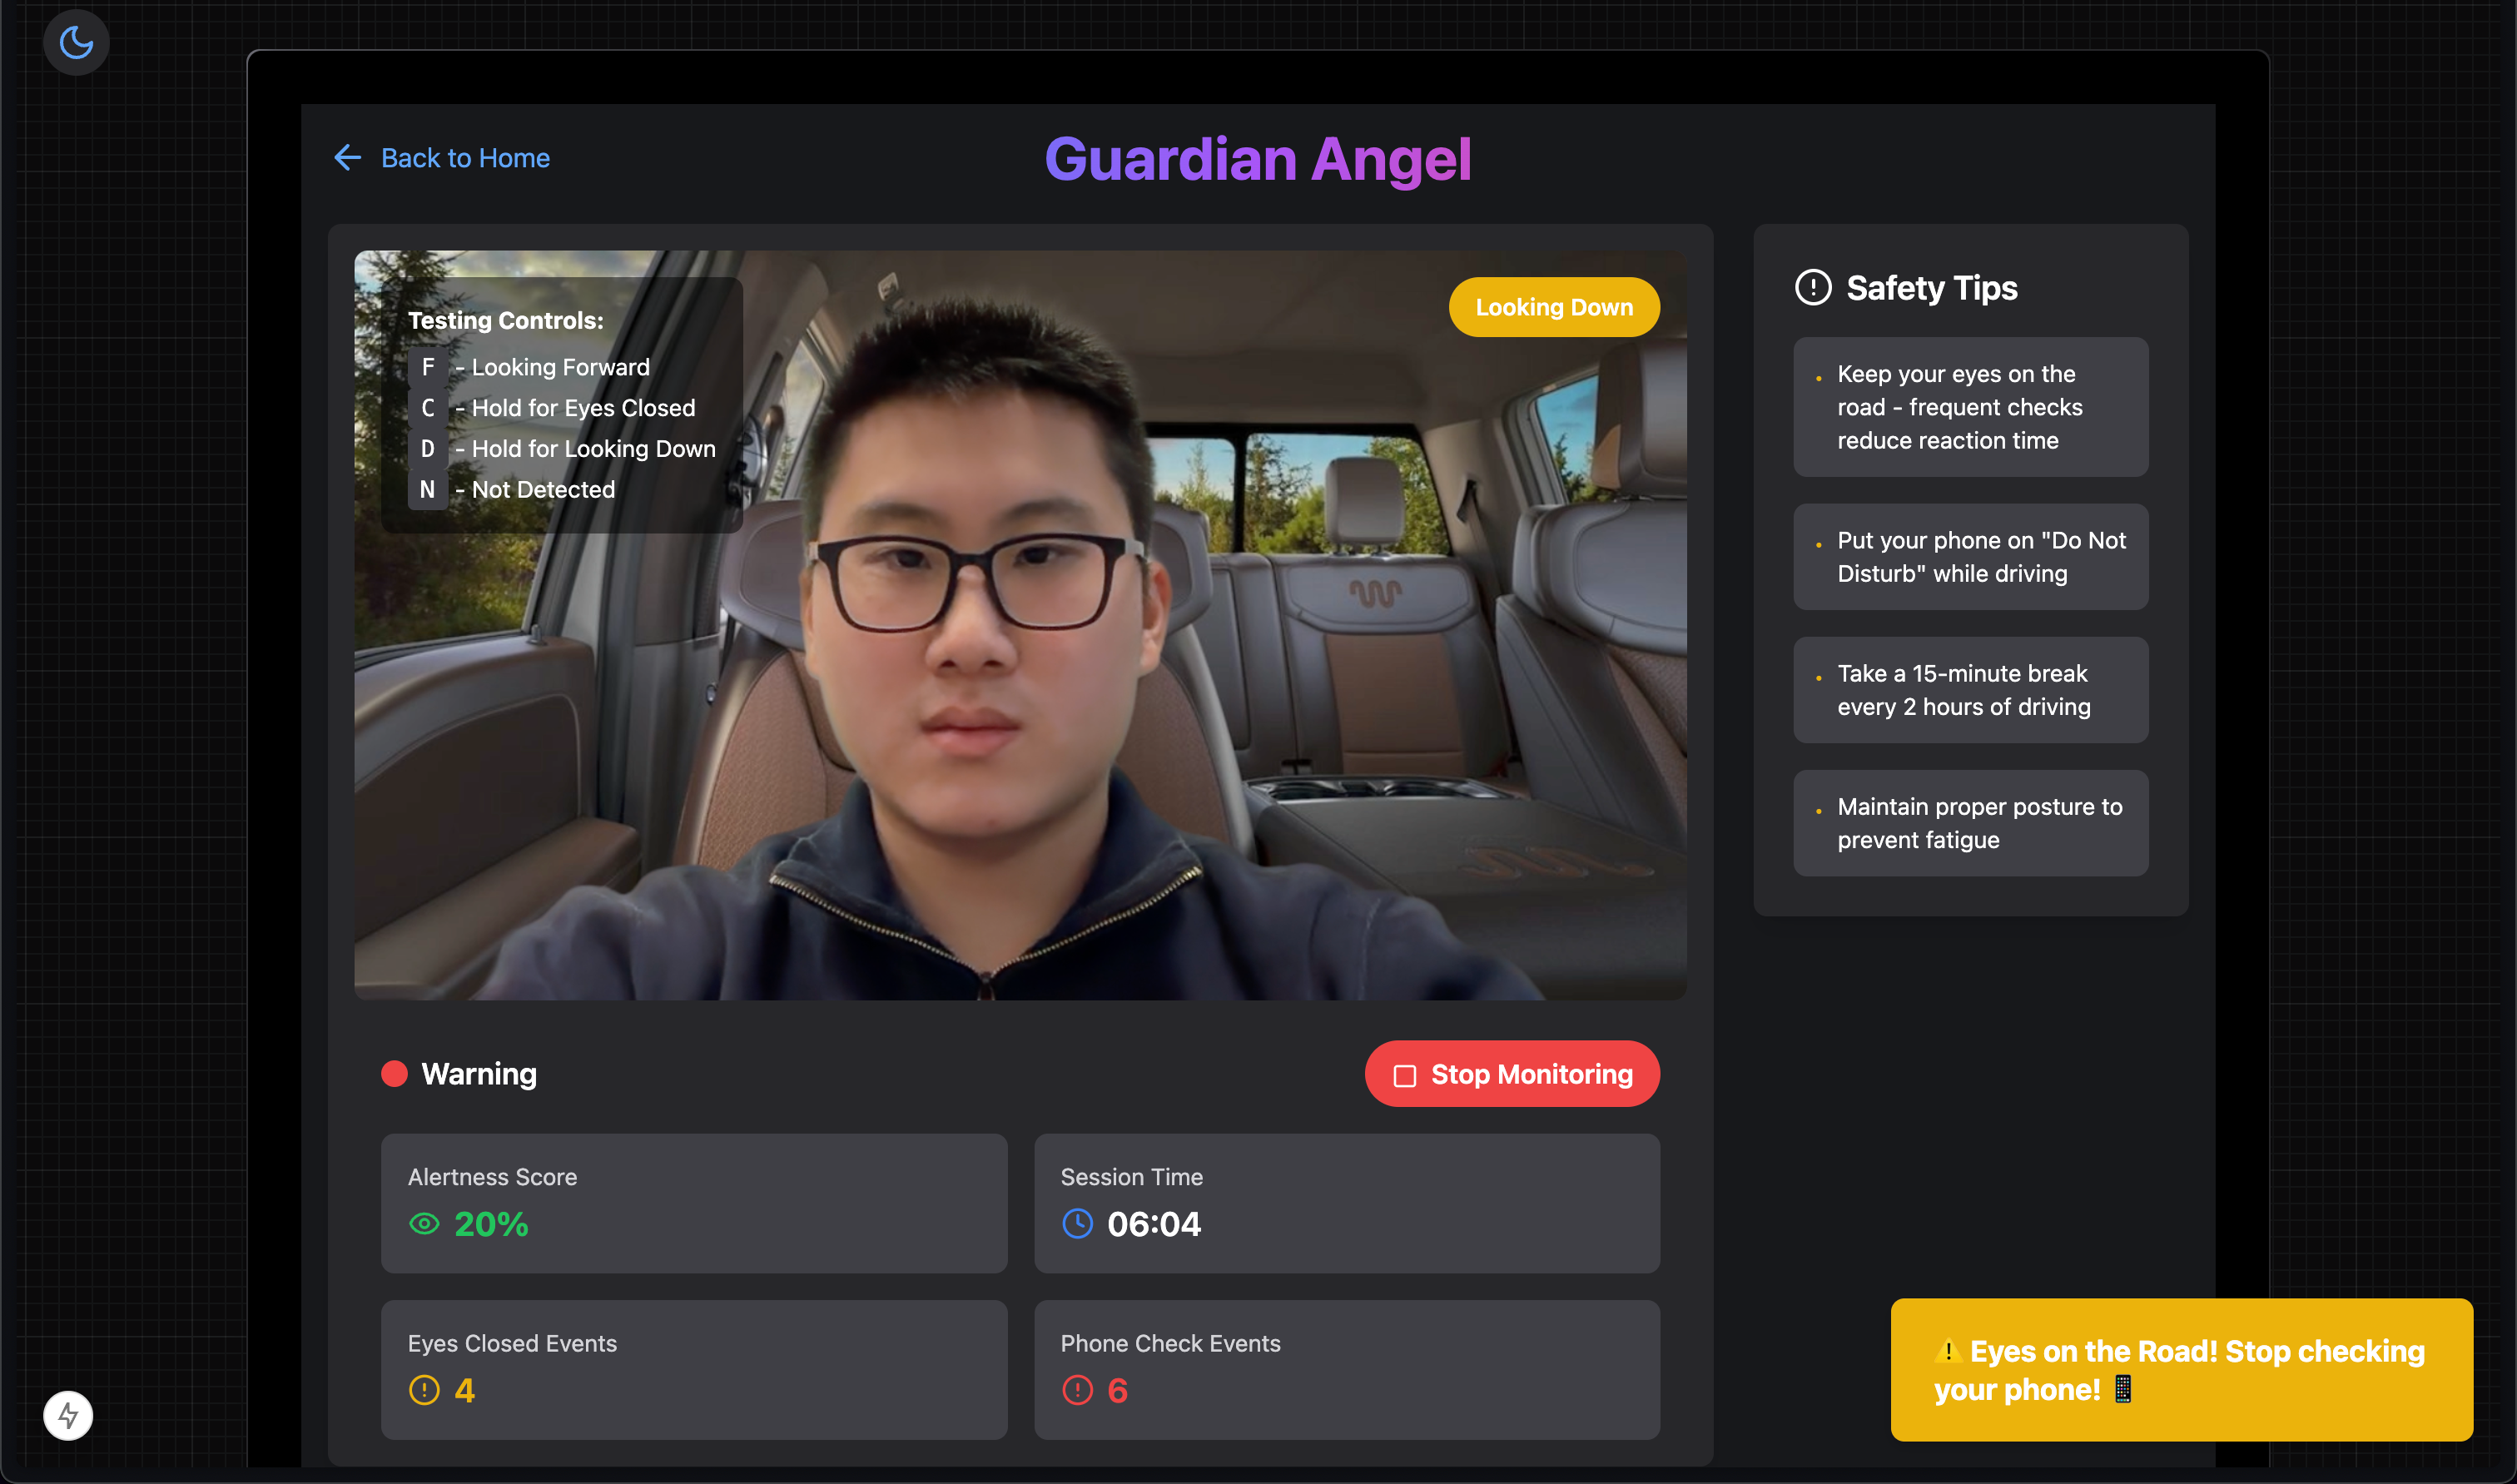 Back to Home
Guardian Angel
Testing Controls:
F - Looking Forward
C - Hold for Eyes Closed
D - Hold for Looking Down
N - Not Detected
Looking Down
Warning
Stop Monitoring
Alertness Score
20%
Session Time
06:04
Eyes Closed Events
4
Phone Check Events
6
Safety Tips
• Keep your eyes on the
road - frequent checks
reduce reaction time
• Put your phone on "Do Not
Disturb" while driving
• Take a 15-minute break
every 2 hours of driving
• Maintain proper posture to
prevent fatigue
⚠️ Eyes on the Road! Stop checking
your phone! 📱